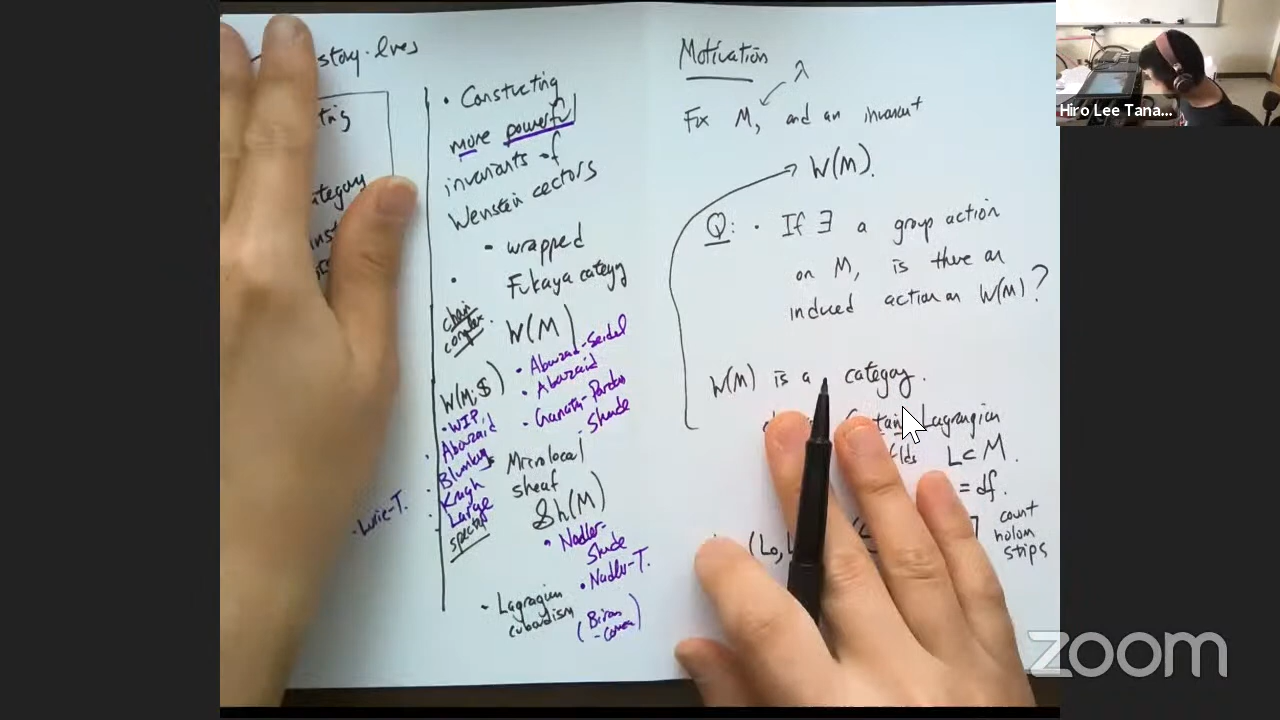 story lives
ategory
• Constructing
more powerful
invariants of
Weinstein sectors
• wrapped
Fukaya category
chain
complex
W(M)
• Abouzaid-Seidel
• Abouzaid
• Ganatra-Pardon
Shende
W(M; $)
• WIP,
Abouzaid
Blumberg
Kragh
Large
spectra
• Lurie-T.
Microlocal
sheaf
Sh(M)
• Nadler-
Shende
• Nadler-T.
• Lagrangian
cobordism
(Biran
-Cornea)
Motivation
λ
Fix M, and an invariant
W(M).
Q: • If ∃ a group action
on M, is there an
induced action on W(M)?
W(M) is a category.
Certain Lagrangian
L ⊂ M.
= df.
(L₀, L
count
holom
strips
Hiro Lee Tana...
zoom